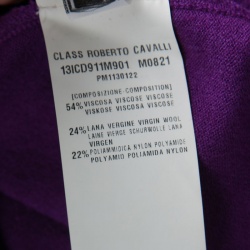 CLASS ROBERTO CAVALLI
13ICD911M901 M0821
PM1130122
[COMPOSIZIONE-COMPOSITION]
54% VISCOSA VISCOSE VISCOSE
VISKOSE VISCOSA VISCOSE
24% LANA VERGINE VIRGIN WOOL
LAINE VIERGE SCHURWOLLE LANA
VIRGEN
22% POLIAMMIDICA NYLON POLYAMIDE
POLYAMID POLIAMIDA NYLON